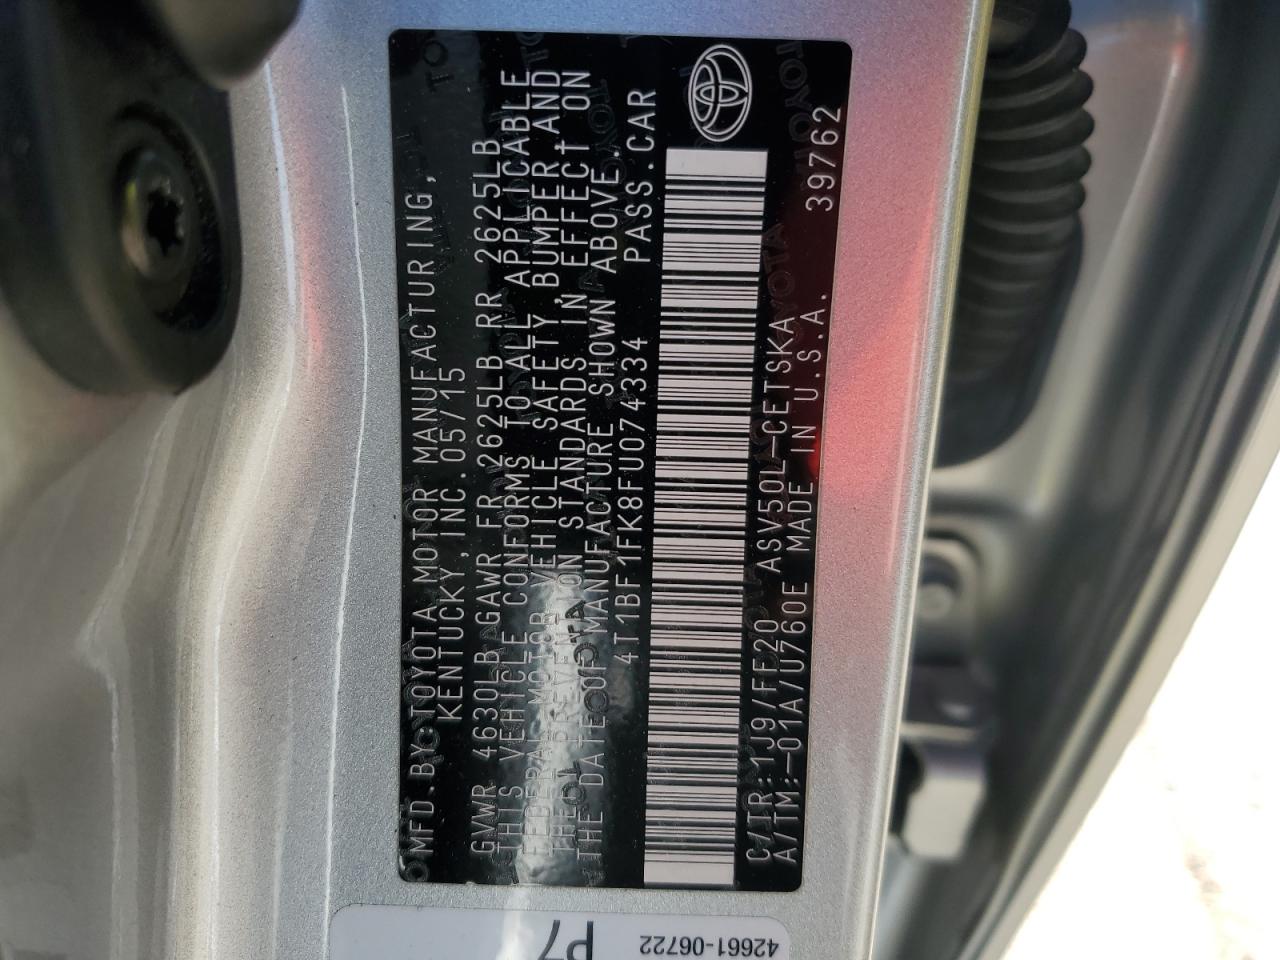 MFD.BY:TOYOTA MOTOR MANUFACTURING,
KENTUCKY,INC 05/15
GVWR 4630LB GAWR FR 2625LB RR 2625LB
THIS VEHICLE CONFORMS TO ALL APPLICABLE
FEDERAL MOTOR VEHICLE SAFETY,BUMPER,AND
THEFT PREVENTION STANDARDS IN EFFECT ON
THE DATE OF MANUFACTURE SHOWN ABOVE.
4T1BF1FK8FU074334 PASS.CAR
C/TR:1J9/FF20 ASV50L-CETSKA
A/TM:-01A/U760E MADE IN U.S.A. 39762
P7
42661-06722